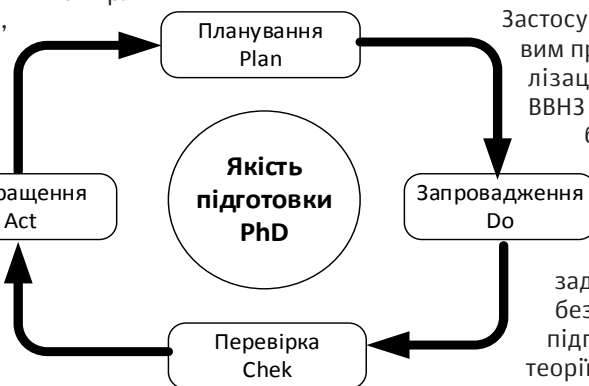 Планування
Plan
Застосу
вим пр
лізац
ВВНЗ
Якість
підготовки
PhD
ращення
Act
Запровадження
Do
зад
без
підг
теорії
Перевірка
Chek